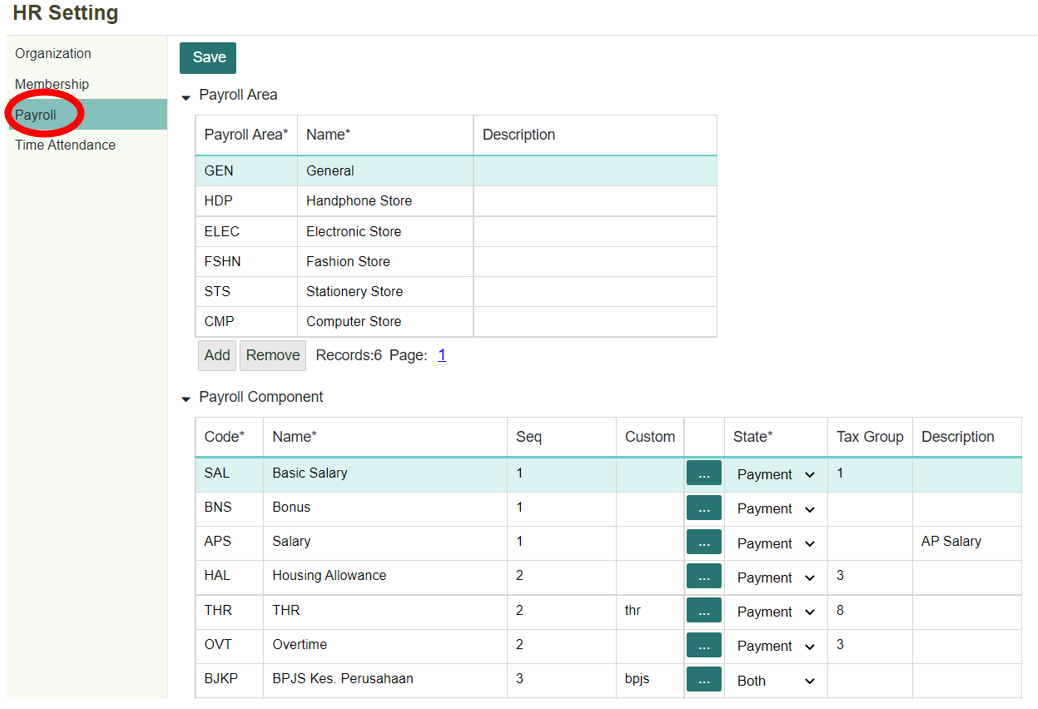 HR Setting
Organization
Membership
Payroll
Time Attendance
Save
Payroll Area
Payroll Area* Name* Description
GEN General
HDP Handphone Store
ELEC Electronic Store
FSHN Fashion Store
STS Stationery Store
CMP Computer Store
Add Remove Records:6 Page: 1
Payroll Component
Code* Name* Seq Custom State* Tax Group Description
SAL Basic Salary 1 ... Payment 1
BNS Bonus 1 ... Payment
APS Salary 1 ... Payment AP Salary
HAL Housing Allowance 2 ... Payment 3
THR THR 2 thr ... Payment 8
OVT Overtime 2 ... Payment 3
BJKP BPJS Kes. Perusahaan 3 bpjs ... Both